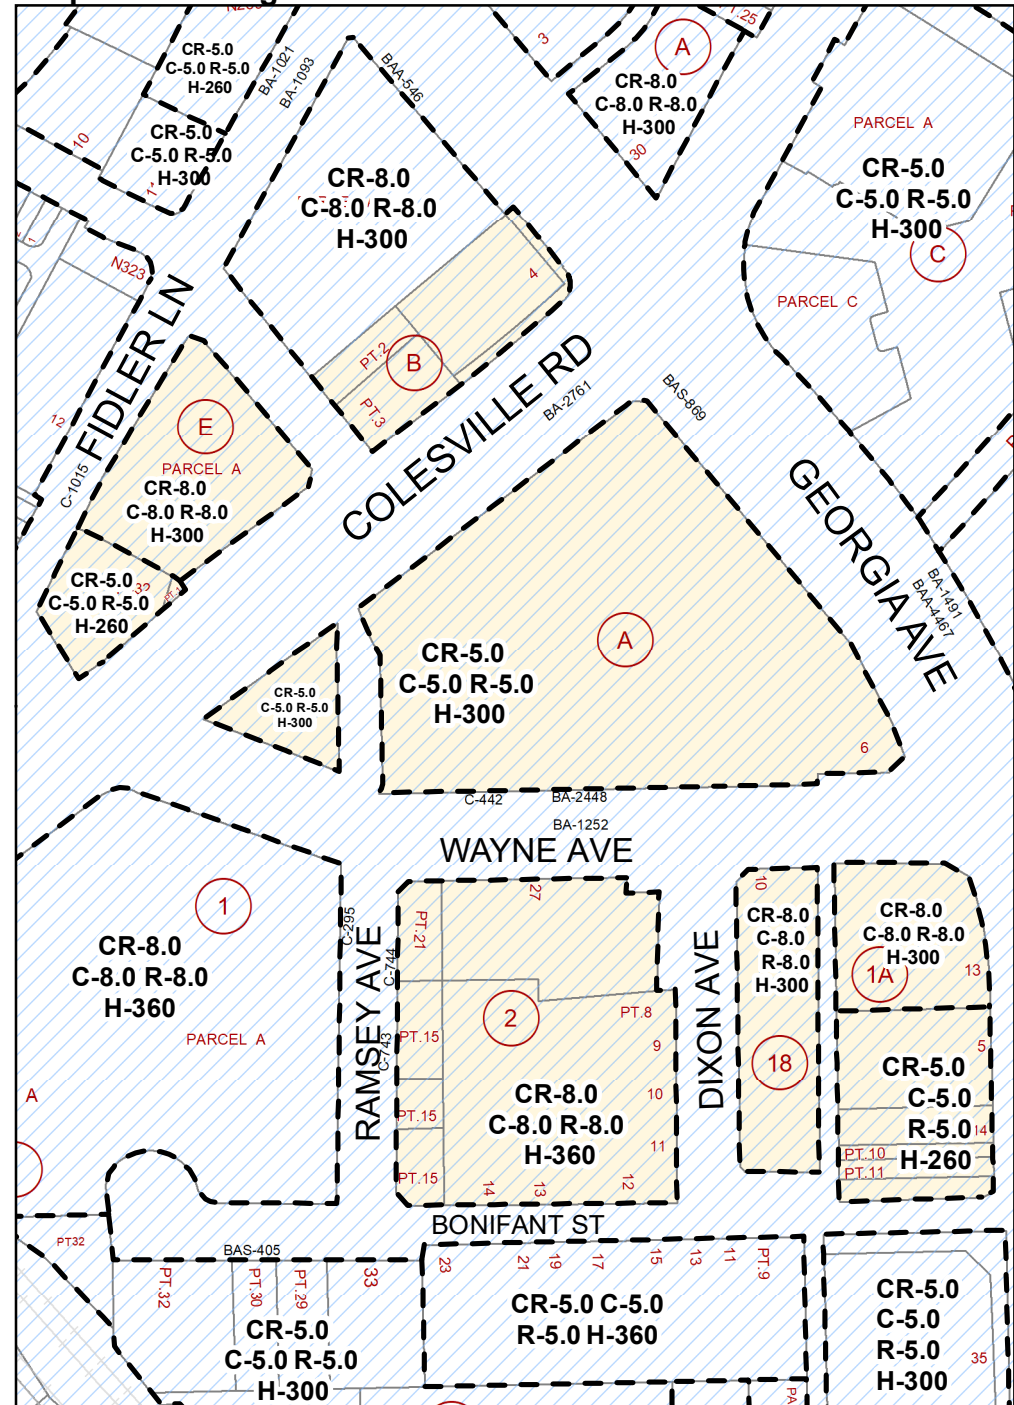 3
CR-5.0
C-5.0 R-5.0
H-260
BA-1021
BA-1093
BAA-546
A
CR-8.0
C-8.0 R-8.0
H-300
30
10
CR-5.0
C-5.0 R-5.0
H-300
PARCEL A
CR-5.0
C-5.0 R-5.0
H-300
C
PARCEL C
CR-8.0
C-8.0 R-8.0
H-300
4
N323
PT.2
B
PT.3
FIDLER LN
C-1015
12
COLESVILLE RD
BA-2761
BAS-869
E
PARCEL A
CR-8.0
C-8.0 R-8.0
H-300
CR-5.0
C-5.0 R-5.0
H-260
GEORGIA AVE
BA-1491
BAA-4467
A
CR-5.0
C-5.0 R-5.0
H-300
6
CR-5.0
C-5.0 R-5.0
H-300
C-442
BA-2448
BA-1252
WAYNE AVE
1
CR-8.0
C-8.0 R-8.0
H-360
PARCEL A
A
C-295
RAMSEY AVE
C-744
C-743
PT.21
27
2
PT.8
9
10
11
12
13
14
PT.15
PT.15
PT.15
CR-8.0
C-8.0 R-8.0
H-360
DIXON AVE
10
CR-8.0
C-8.0
R-8.0
H-300
18
CR-8.0
C-8.0 R-8.0
H-300
1A
13
5
CR-5.0
C-5.0
R-5.0
H-260
14
PT.10
PT.11
BONIFANT ST
BAS-405
PT32
PT.32
PT.30
PT.29
33
CR-5.0
C-5.0 R-5.0
H-300
23
21
19
17
15
13
11
PT.9
CR-5.0 C-5.0
R-5.0 H-360
CR-5.0
C-5.0
R-5.0
H-300
35
PA